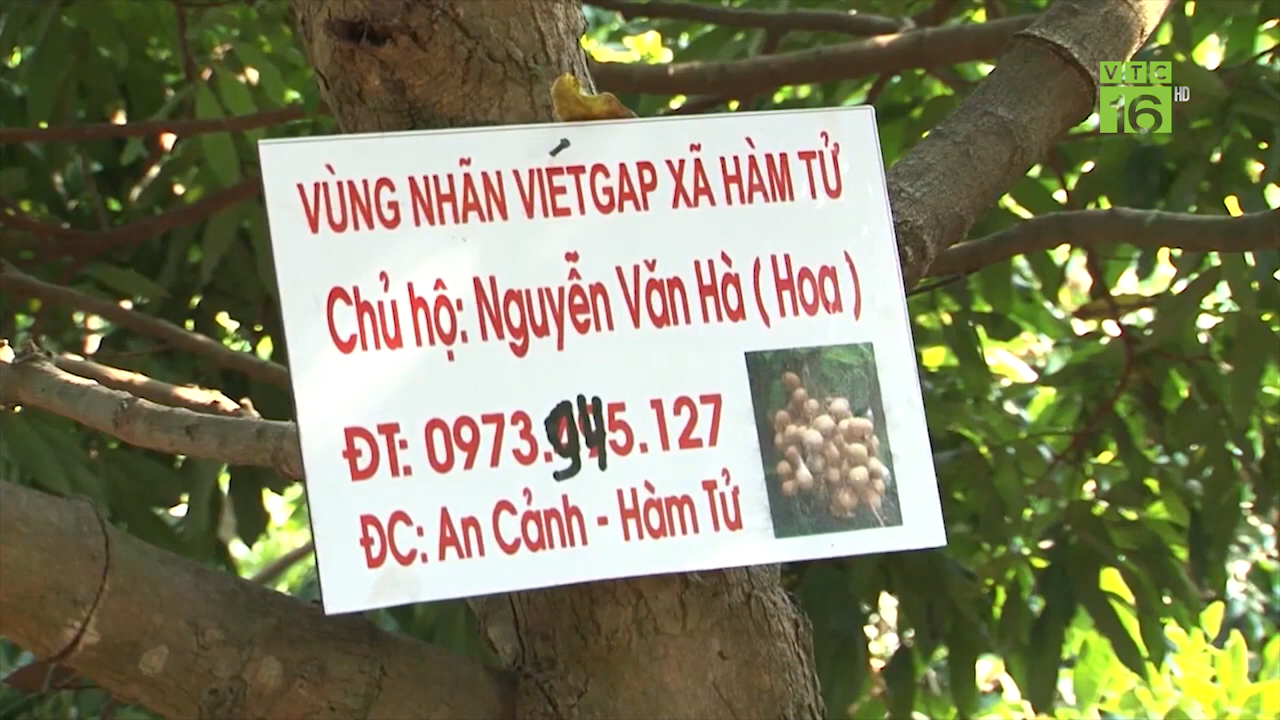 VTC
16 HD
VÙNG NHÃN VIETGAP XÃ HÀM TỬ
Chủ hộ: Nguyễn Văn Hà ( Hoa )
ĐT: 0973.945.127
ĐC: An Cảnh - Hàm Tử